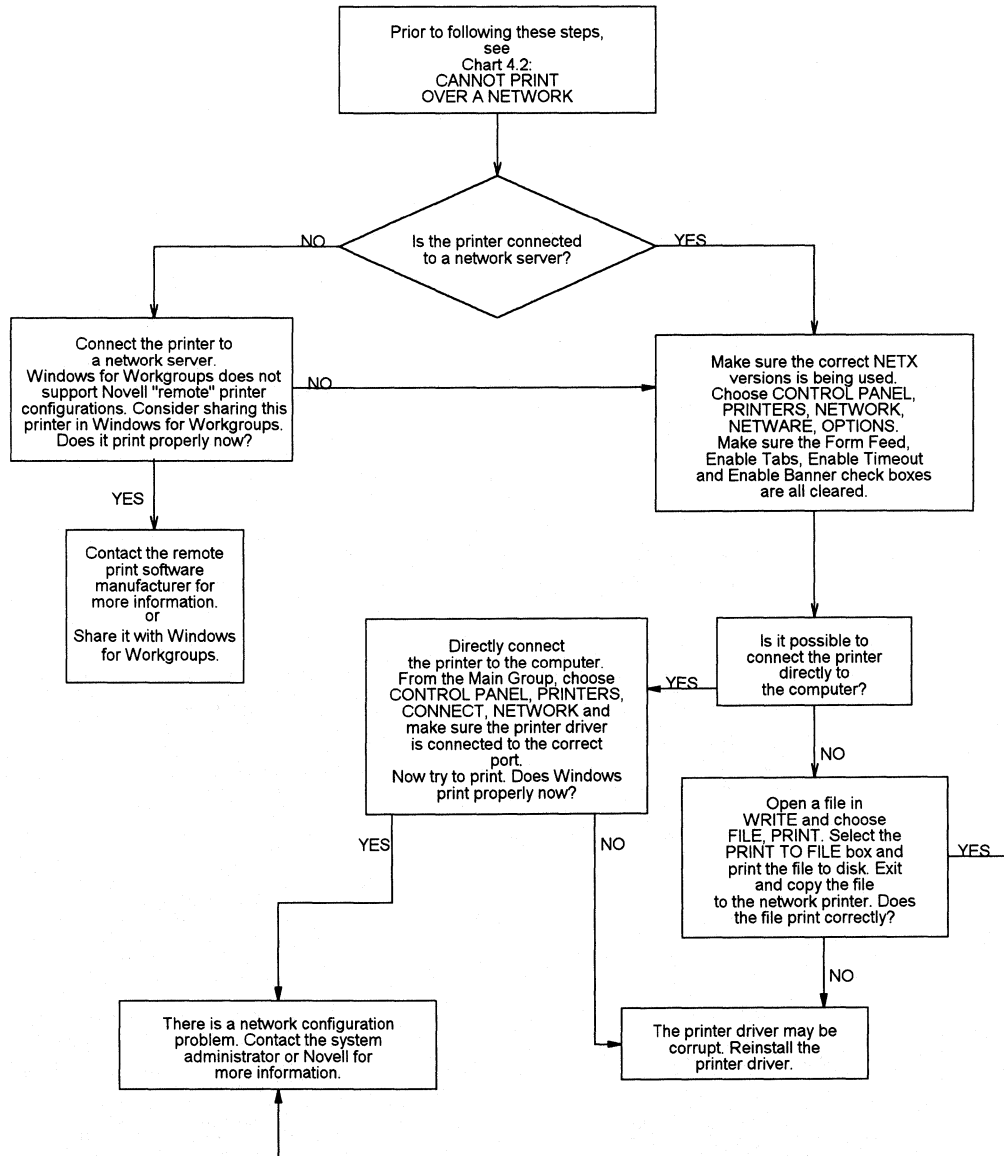 Prior to following these steps,
see
Chart 4.2:
CANNOT PRINT
OVER A NETWORK
Is the printer connected
to a network server?
NO
YES
Connect the printer to
a network server.
Windows for Workgroups does not
support Novell "remote" printer
configurations. Consider sharing this
printer in Windows for Workgroups.
Does it print properly now?
NO
Make sure the correct NETX
versions is being used.
Choose CONTROL PANEL,
PRINTERS, NETWORK,
NETWARE, OPTIONS.
Make sure the Form Feed,
Enable Tabs, Enable Timeout
and Enable Banner check boxes
are all cleared.
YES
Contact the remote
print software
manufacturer for
more information.
or
Share it with Windows
for Workgroups.
Is it possible to
connect the printer
directly to
the computer?
YES
Directly connect
the printer to the computer.
From the Main Group, choose
CONTROL PANEL, PRINTERS,
CONNECT, NETWORK and
make sure the printer driver
is connected to the correct
port.
Now try to print. Does Windows
print properly now?
NO
Open a file in
WRITE and choose
FILE, PRINT. Select the
PRINT TO FILE box and
print the file to disk. Exit
and copy the file
to the network printer. Does
the file print correctly?
YES
YES
NO
NO
There is a network configuration
problem. Contact the system
administrator or Novell for
more information.
The printer driver may be
corrupt. Reinstall the
printer driver.